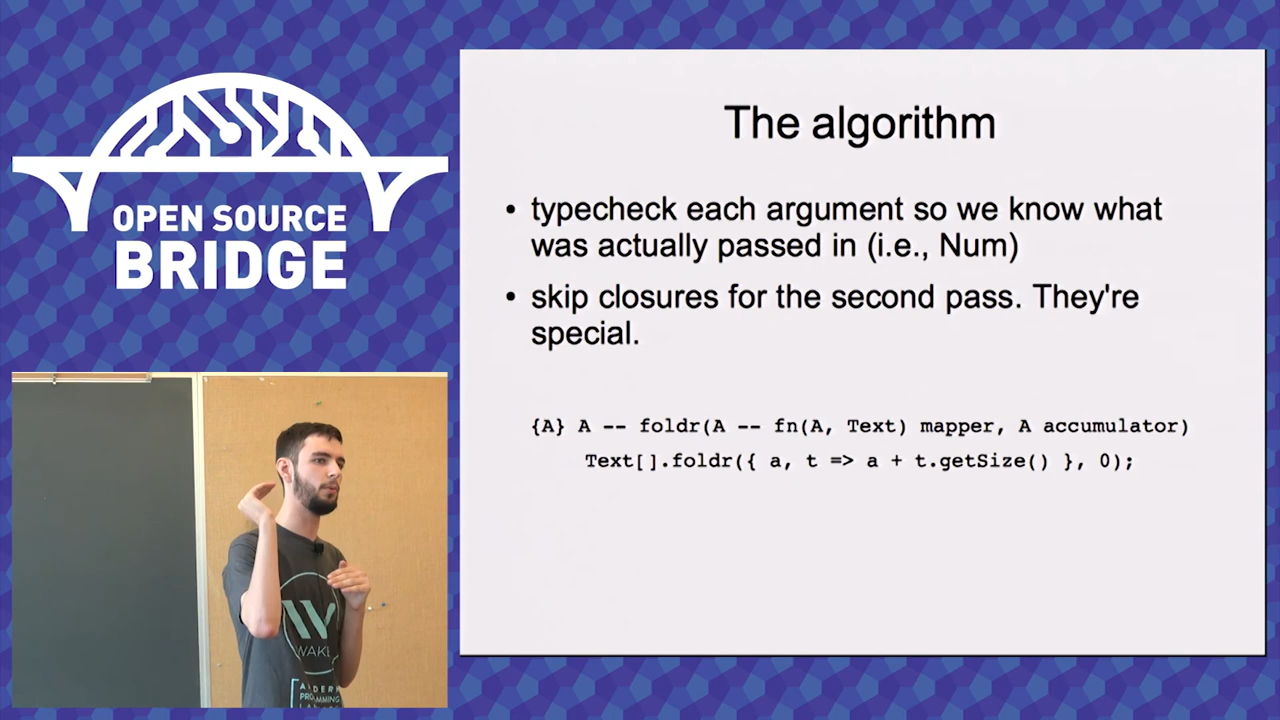 OPEN SOURCE
BRIDGE
The algorithm
• typecheck each argument so we know what
was actually passed in (i.e., Num)
• skip closures for the second pass. They're
special.
{A} A -- foldr(A -- fn(A, Text) mapper, A accumulator)
Text[].foldr({ a, t => a + t.getSize() }, 0);
WAKE